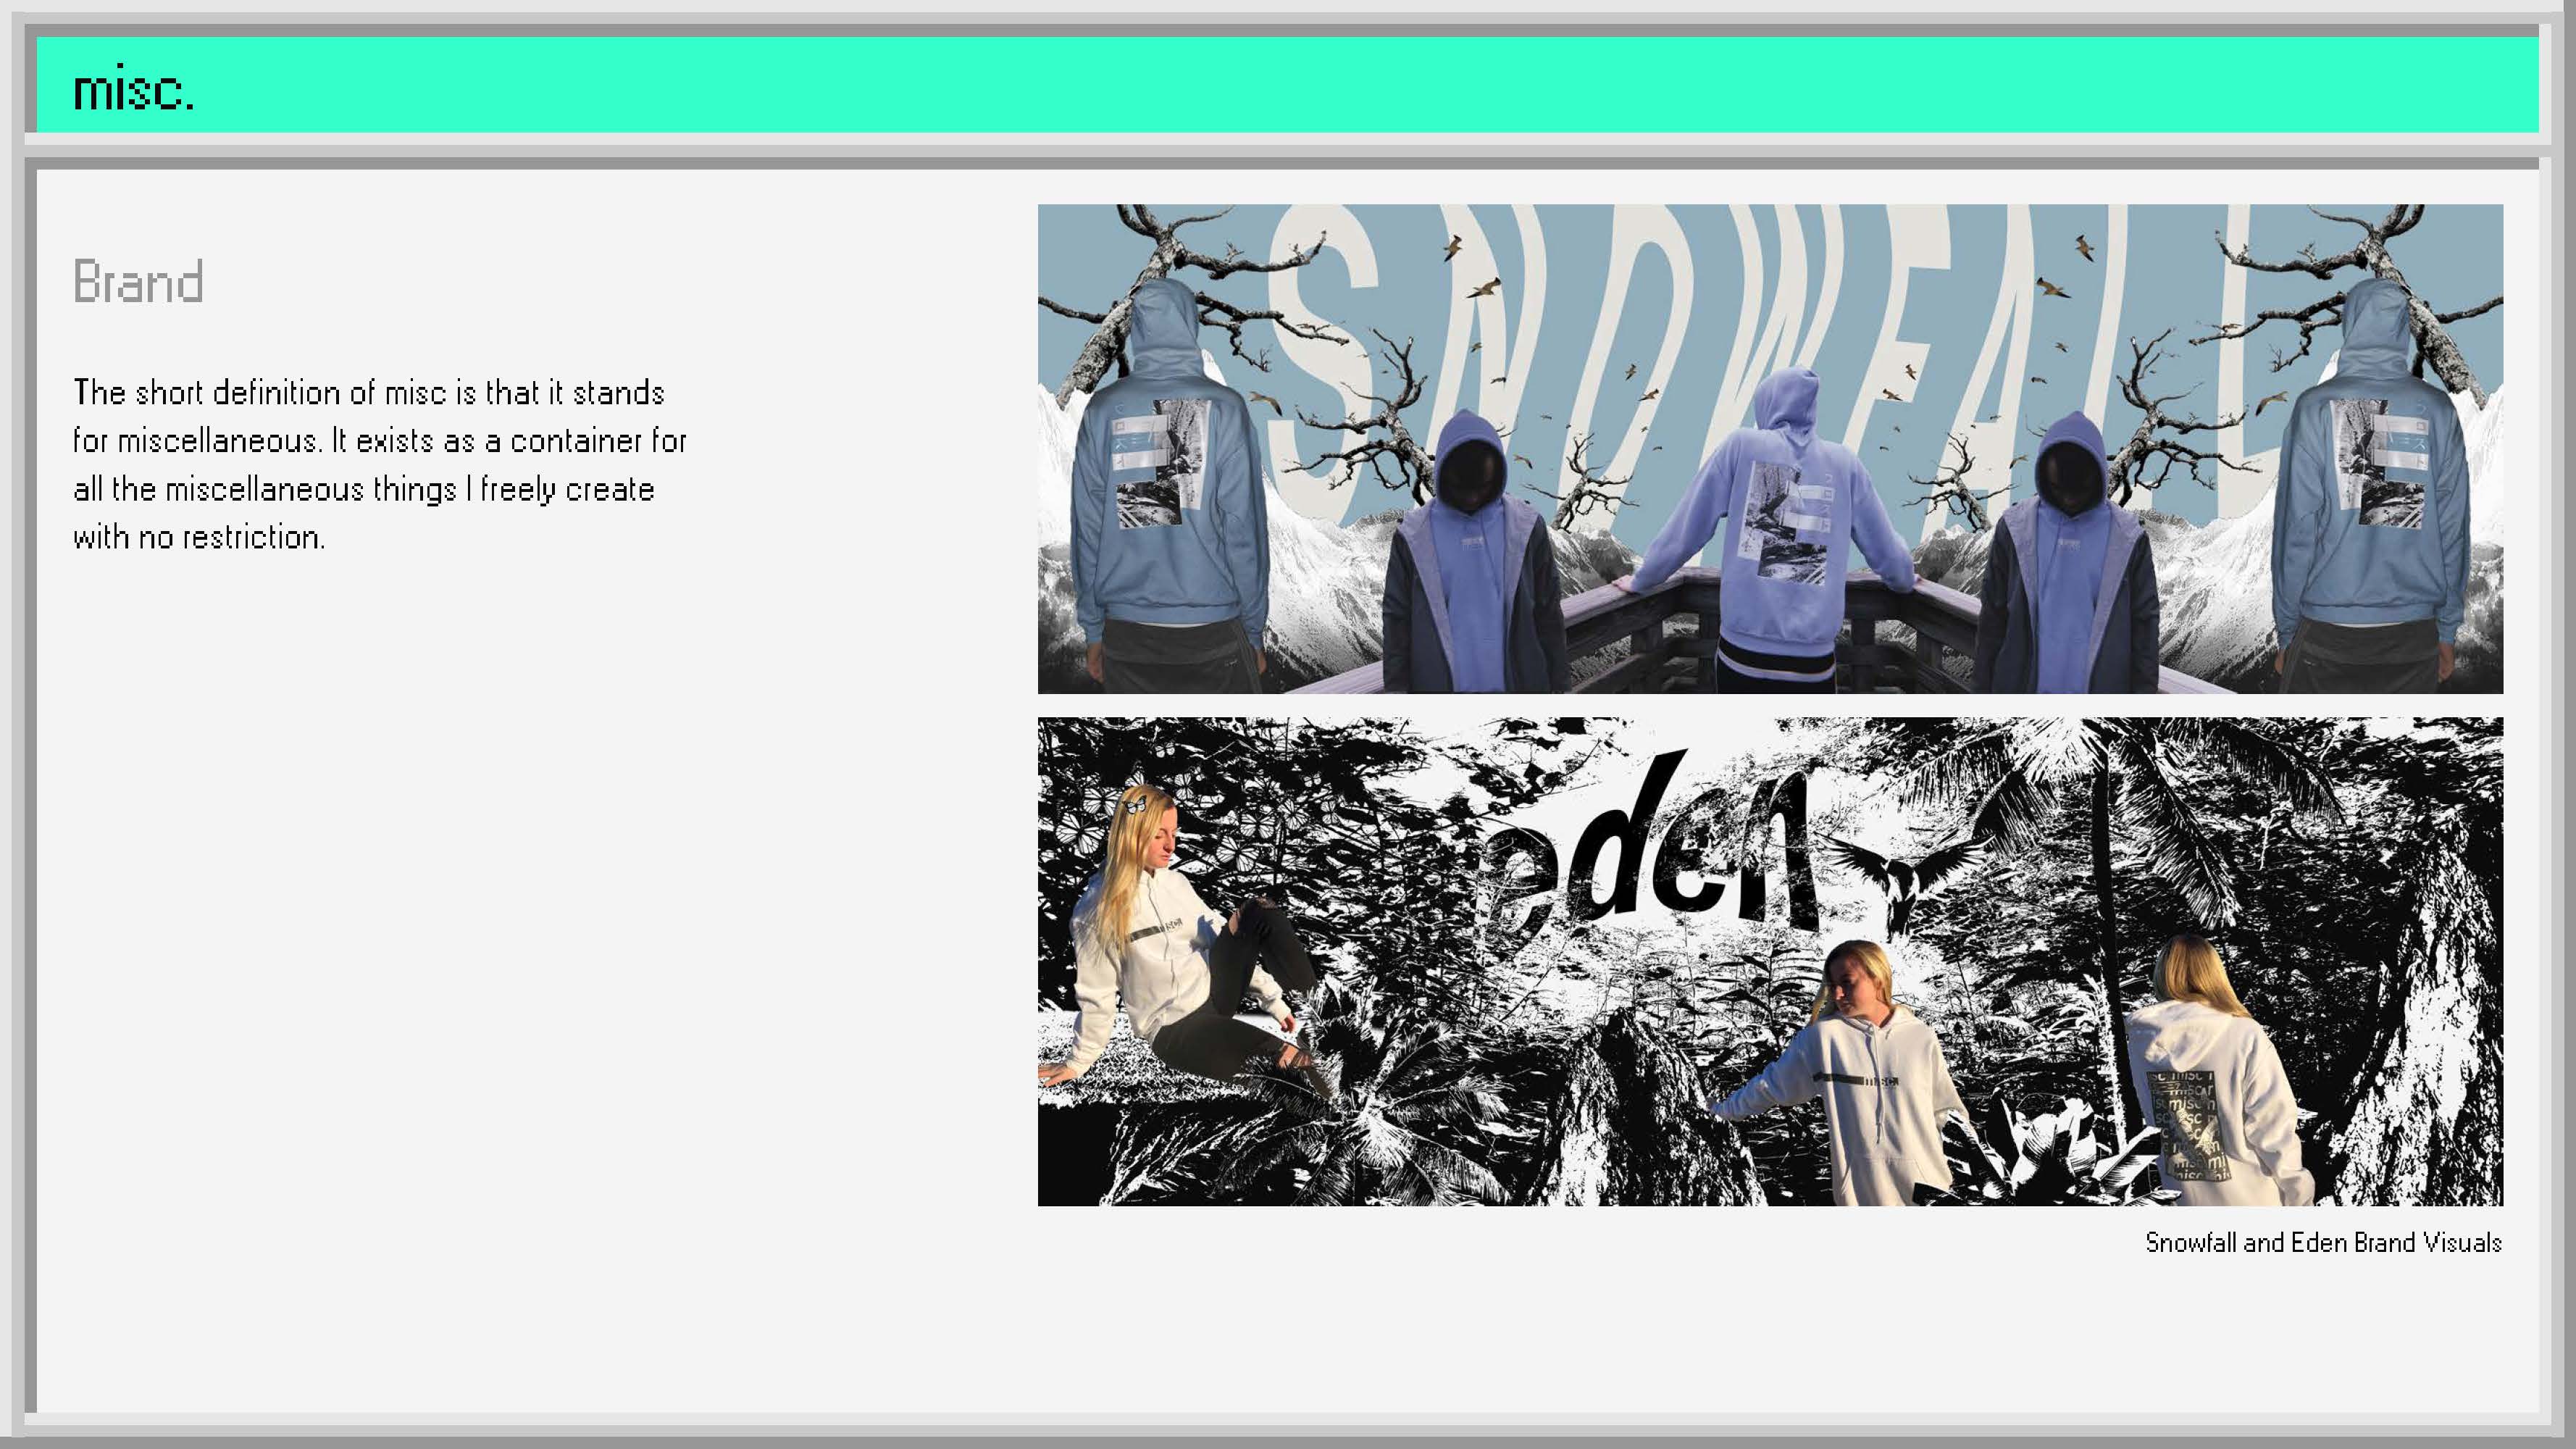 misc.
Brand
The short definition of misc is that it stands
for miscellaneous. It exists as a container for
all the miscellaneous things I freely create
with no restriction.
SNOWFALL
eden
misc.
Snowfall and Eden Brand Visuals